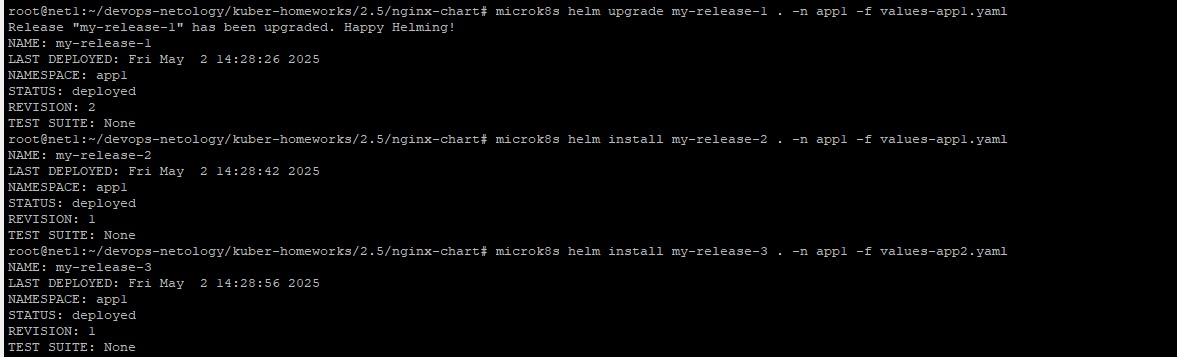 root@net1:~/devops-netology/kuber-homeworks/2.5/nginx-chart# microk8s helm upgrade my-release-1 . -n app1 -f values-app1.yaml
Release "my-release-1" has been upgraded. Happy Helming!
NAME: my-release-1
LAST DEPLOYED: Fri May  2 14:28:26 2025
NAMESPACE: app1
STATUS: deployed
REVISION: 2
TEST SUITE: None
root@net1:~/devops-netology/kuber-homeworks/2.5/nginx-chart# microk8s helm install my-release-2 . -n app1 -f values-app1.yaml
NAME: my-release-2
LAST DEPLOYED: Fri May  2 14:28:42 2025
NAMESPACE: app1
STATUS: deployed
REVISION: 1
TEST SUITE: None
root@net1:~/devops-netology/kuber-homeworks/2.5/nginx-chart# microk8s helm install my-release-3 . -n app1 -f values-app2.yaml
NAME: my-release-3
LAST DEPLOYED: Fri May  2 14:28:56 2025
NAMESPACE: app1
STATUS: deployed
REVISION: 1
TEST SUITE: None